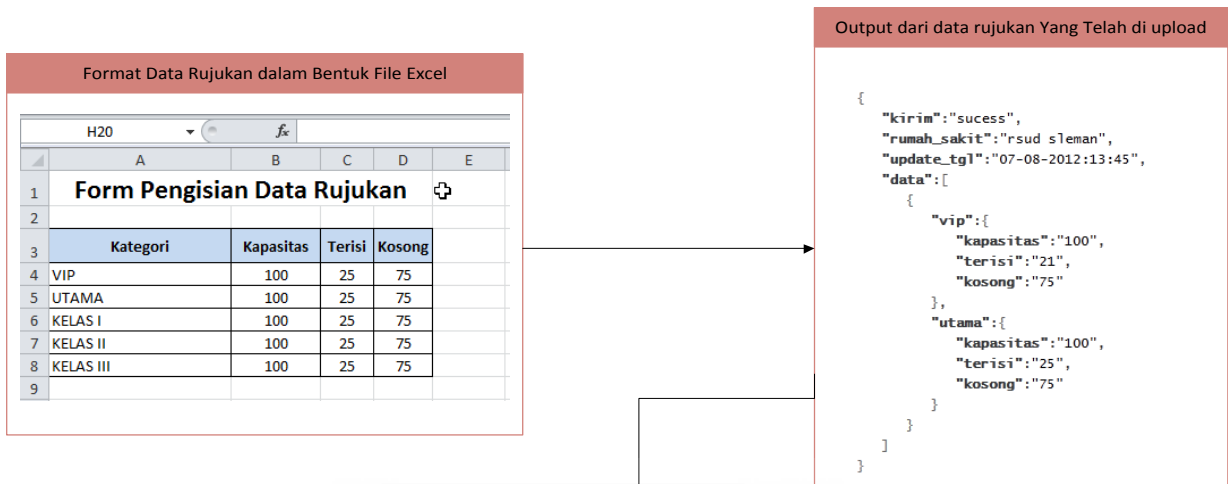 Format Data Rujukan dalam Bentuk File Excel
H20 fx
A B C D E
1 Form Pengisian Data Rujukan
2
3 Kategori Kapasitas Terisi Kosong
4 VIP 100 25 75
5 UTAMA 100 25 75
6 KELAS I 100 25 75
7 KELAS II 100 25 75
8 KELAS III 100 25 75
9
Output dari data rujukan Yang Telah di upload
{
"kirim":"sucess",
"rumah_sakit":"rsud sleman",
"update_tgl":"07-08-2012:13:45",
"data":[
{
"vip":{
"kapasitas":"100",
"terisi":"21",
"kosong":"75"
},
"utama":{
"kapasitas":"100",
"terisi":"25",
"kosong":"75"
}
}
]
}